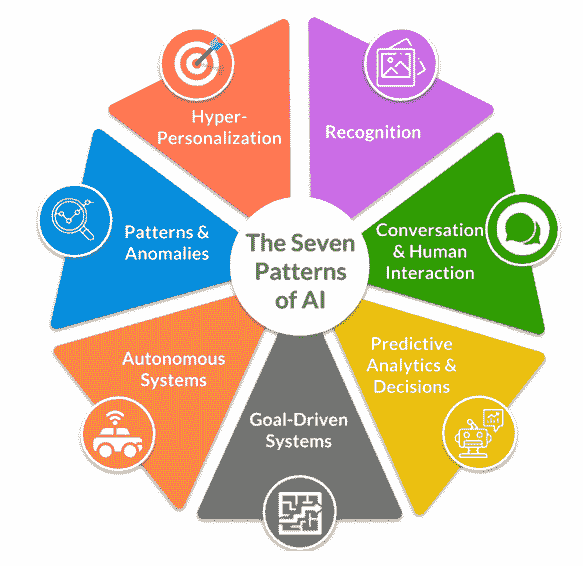 The Seven
Patterns
of AI
Hyper-
Personalization
Recognition
Conversation
& Human
Interaction
Predictive
Analytics &
Decisions
Goal-Driven
Systems
Autonomous
Systems
Patterns &
Anomalies